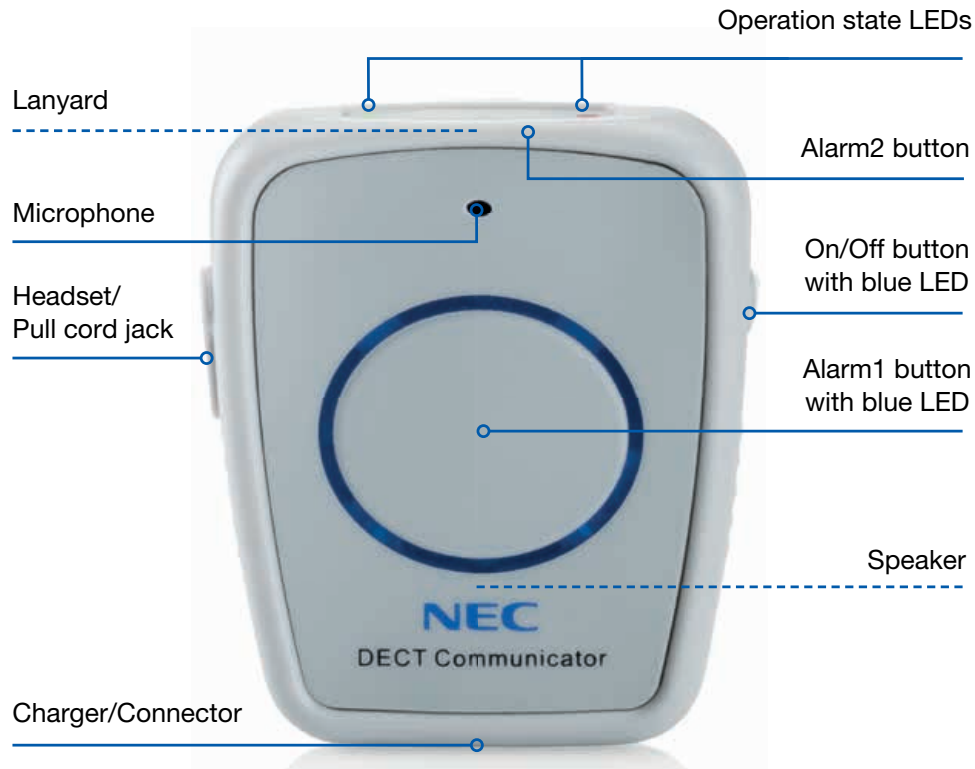 Operation state LEDs
Lanyard
Alarm2 button
Microphone
On/Off button
with blue LED
Headset/
Pull cord jack
Alarm1 button
with blue LED
Speaker
NEC
DECT Communicator
Charger/Connector